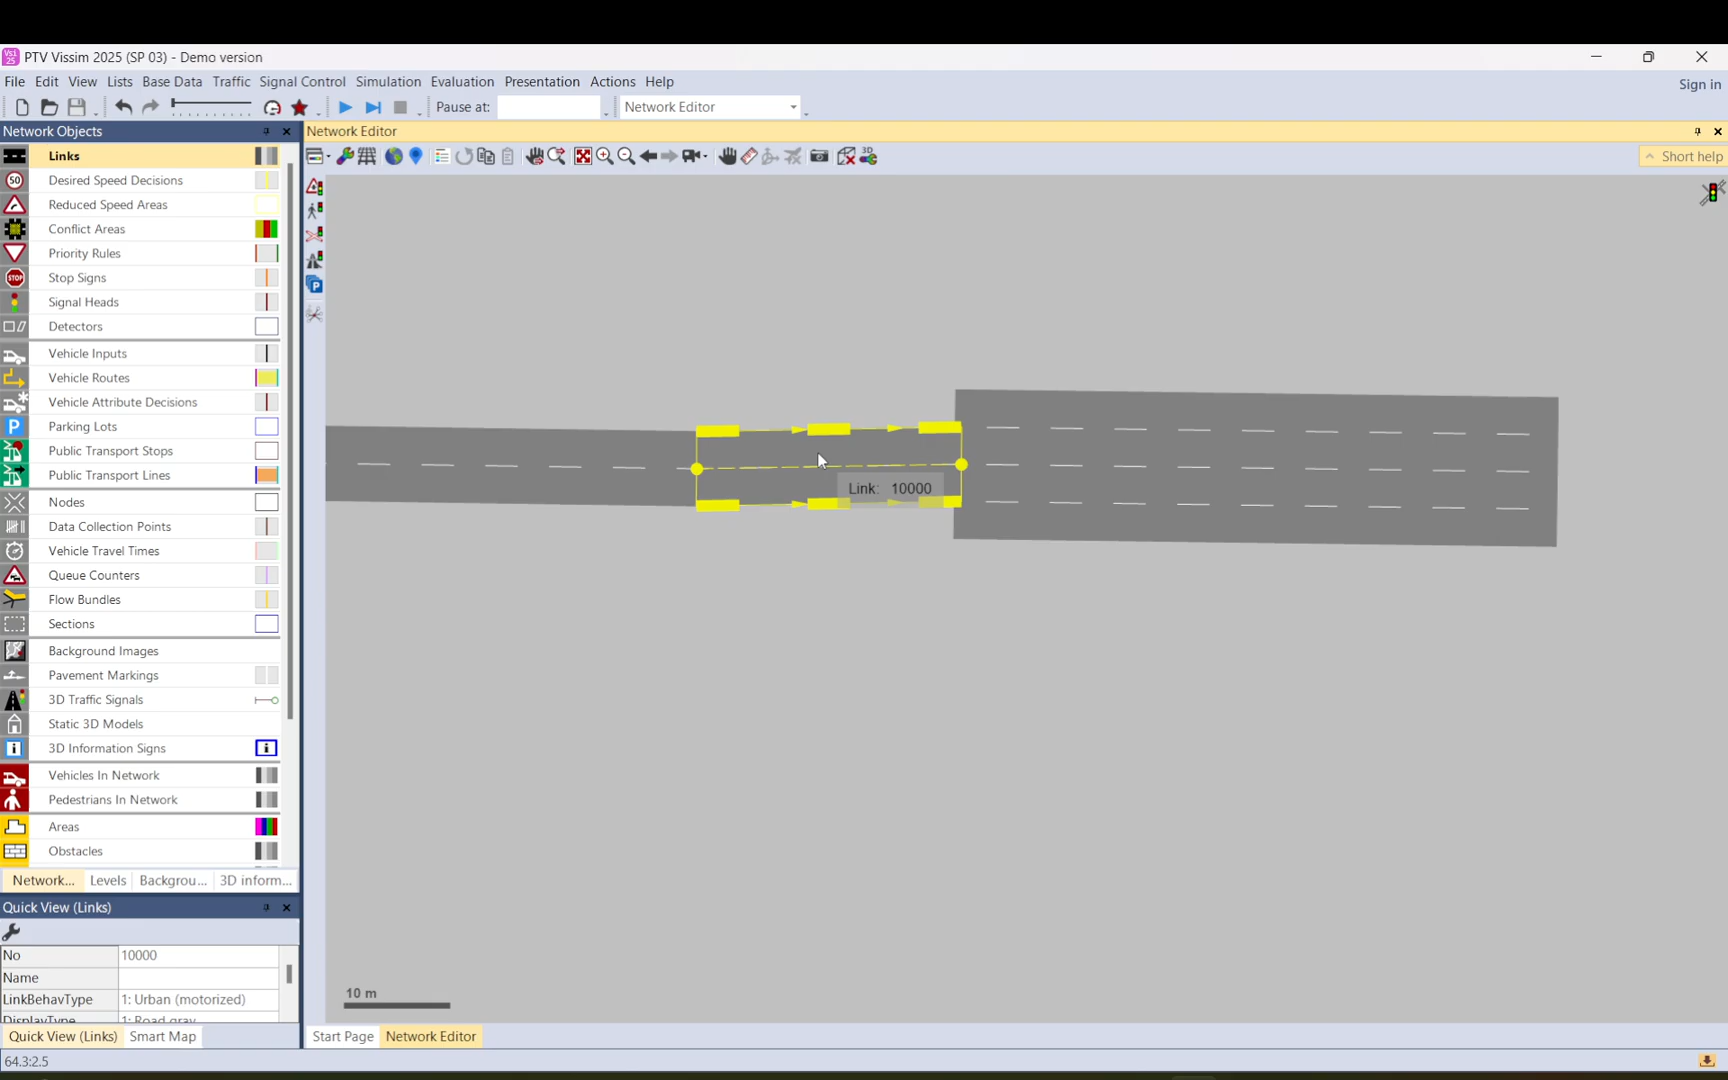 PTV Vissim 2025 (SP 03) - Demo version
File Edit View Lists Base Data Traffic Signal Control Simulation Evaluation Presentation Actions Help
Sign in
Pause at:
Network Editor
Network Objects
Network Editor
Short help
Links
50 Desired Speed Decisions
Reduced Speed Areas
Conflict Areas
Priority Rules
STOP Stop Signs
Signal Heads
Detectors
Vehicle Inputs
Vehicle Routes
Vehicle Attribute Decisions
P Parking Lots
Public Transport Stops
Public Transport Lines
Nodes
Data Collection Points
Vehicle Travel Times
Queue Counters
Flow Bundles
Sections
Background Images
Pavement Markings
3D Traffic Signals
Static 3D Models
3D Information Signs
Vehicles In Network
Pedestrians In Network
Areas
Obstacles
Link: 10000
Network... Levels Backgrou... 3D inform...
Quick View (Links)
No 10000
Name
LinkBehavType 1: Urban (motorized)
DisplayType 1: Road gray
10 m
Quick View (Links) Smart Map
Start Page Network Editor
64.3:2.5